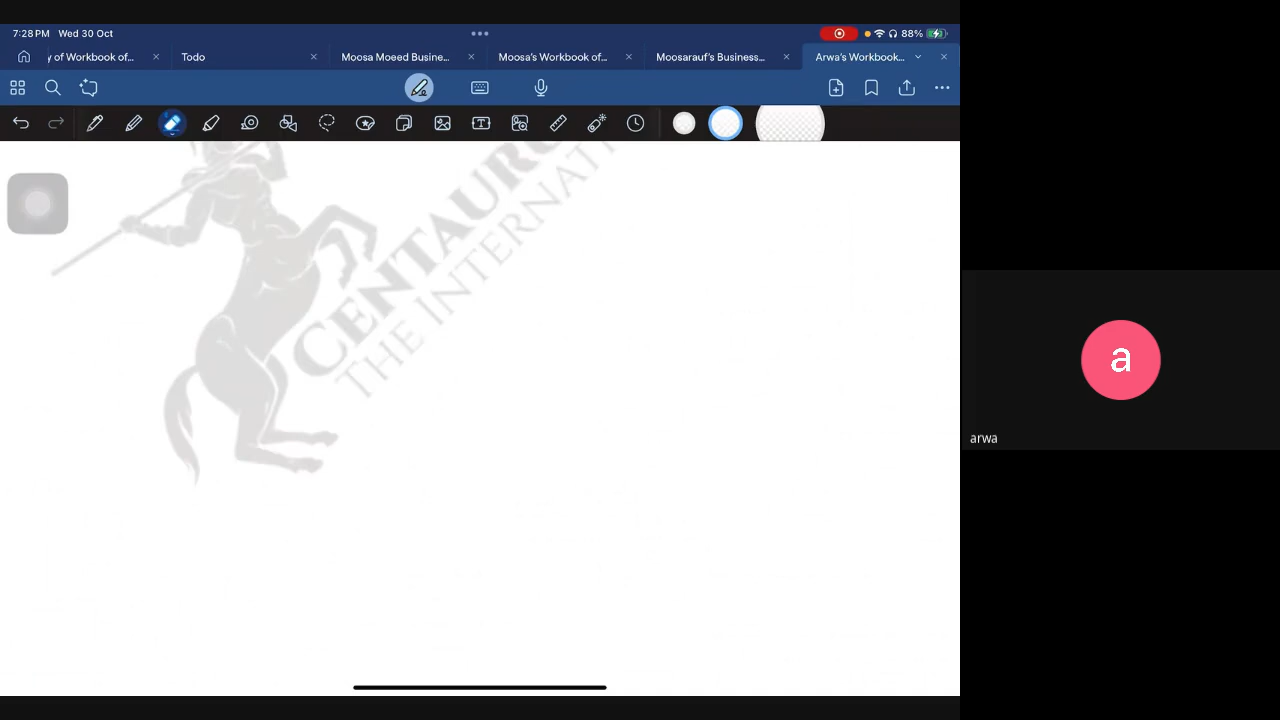 7:28 PM Wed 30 Oct
88%
y of Workbook of...
Todo
Moosa Moeed Busine...
Moosa's Workbook of...
Moosarauf's Business...
Arwa's Workbook...
CENTAUR
THE INTERNATI
a
arwa